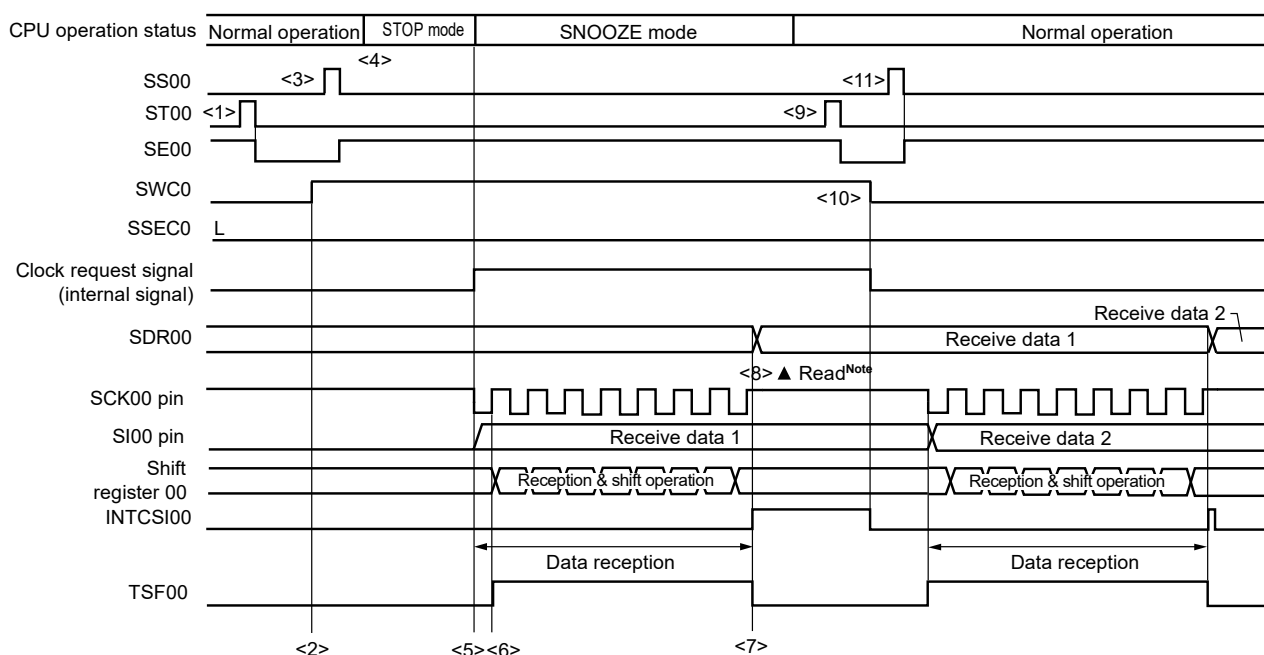 CPU operation status Normal operation STOP mode SNOOZE mode Normal operation
<4>
SS00 <3> <11>
ST00 <1> <9>
SE00
SWC0 <10>
SSEC0 L
Clock request signal
(internal signal)
Receive data 2
SDR00 Receive data 1
<8> ▲ Read Note
SCK00 pin
SI00 pin Receive data 1 Receive data 2
Shift
register 00 Reception & shift operation Reception & shift operation
INTCSI00
Data reception Data reception
TSF00
<2> <5> <6> <7>